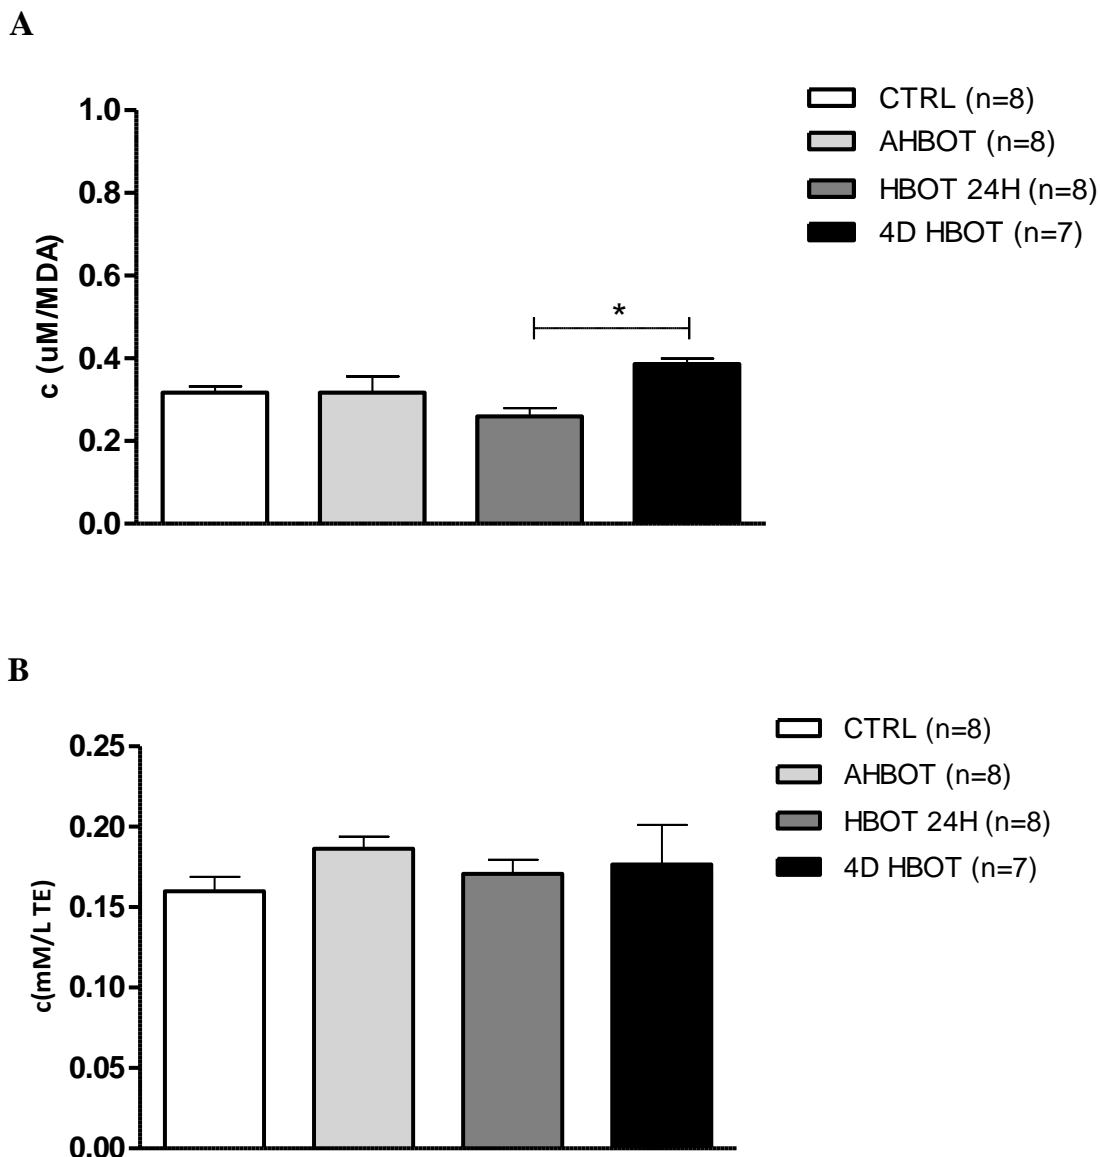 A
1.0
0.8
0.6
0.4
0.2
0.0
c (uM/MDA)
*
CTRL (n=8)
AHBOT (n=8)
HBOT 24H (n=8)
4D HBOT (n=7)
B
0.25
0.20
0.15
0.10
0.05
0.00
c(mM/L TE)
CTRL (n=8)
AHBOT (n=8)
HBOT 24H (n=8)
4D HBOT (n=7)